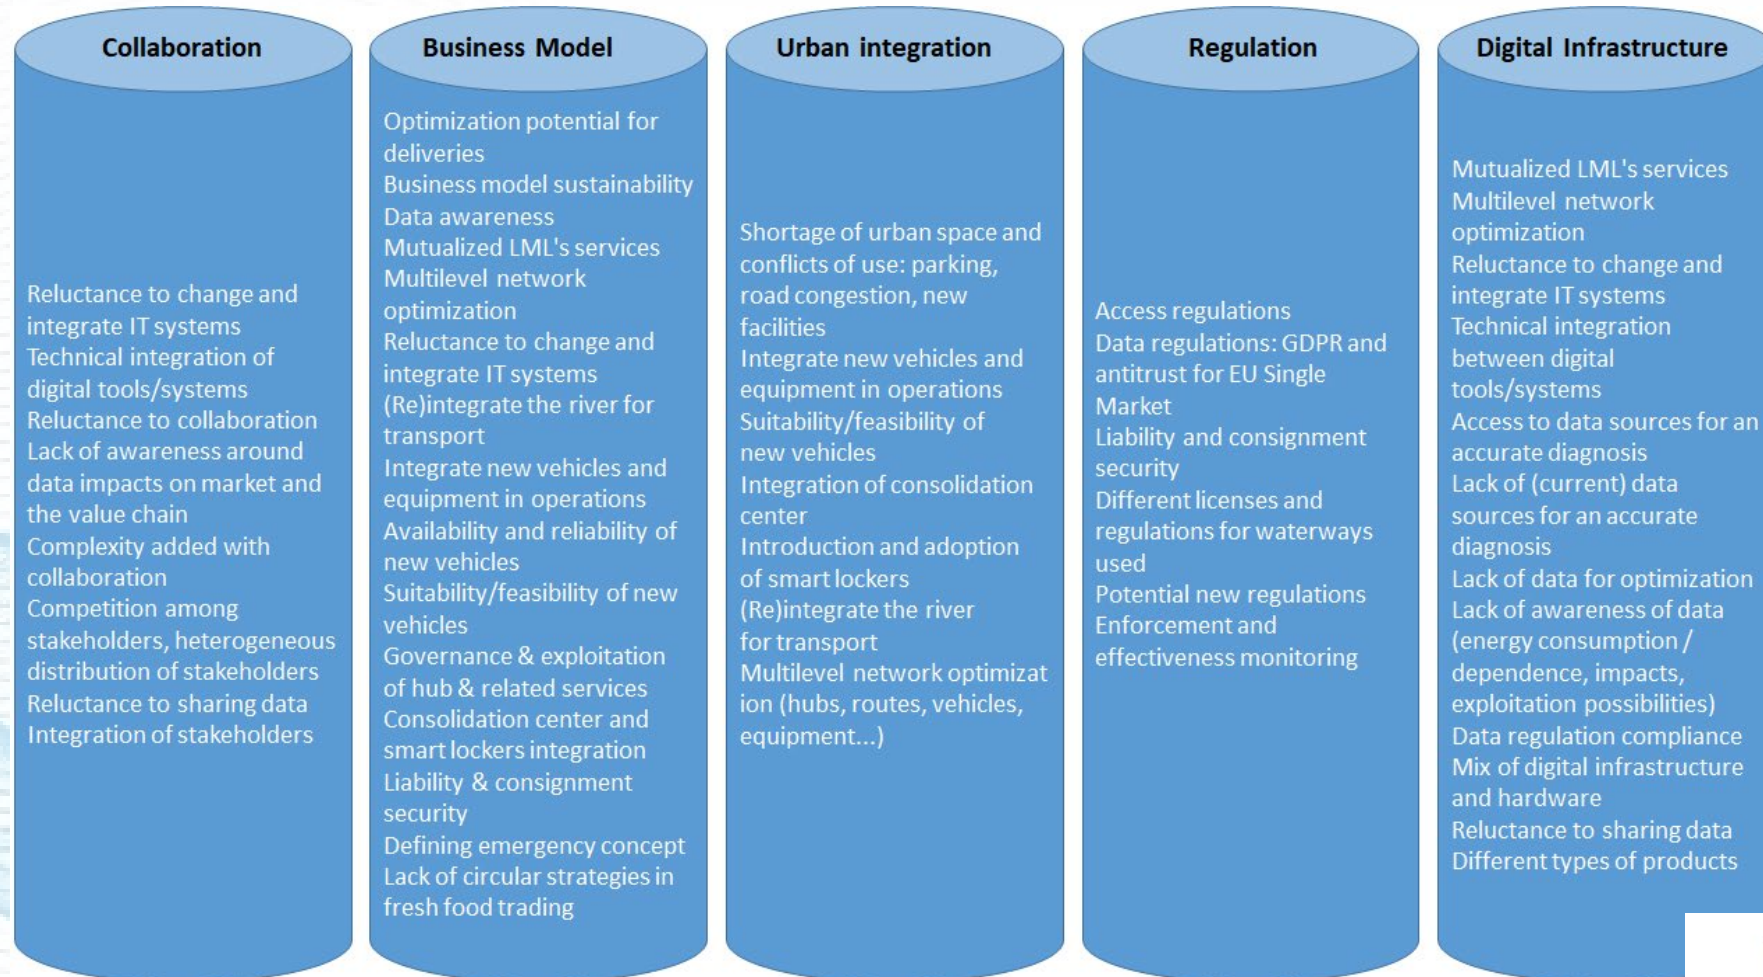 Collaboration
Reluctance to change and
integrate IT systems
Technical integration of
digital tools/systems
Reluctance to collaboration
Lack of awareness around
data impacts on market and
the value chain
Complexity added with
collaboration
Competition among
stakeholders, heterogeneous
distribution of stakeholders
Reluctance to sharing data
Integration of stakeholders
Business Model
Optimization potential for
deliveries
Business model sustainability
Data awareness
Mutualized LML's services
Multilevel network
optimization
Reluctance to change and
integrate IT systems
(Re)integrate the river for
transport
Integrate new vehicles and
equipment in operations
Availability and reliability of
new vehicles
Suitability/feasibility of new
vehicles
Governance & exploitation
of hub & related services
Consolidation center and
smart lockers integration
Liability & consignment
security
Defining emergency concept
Lack of circular strategies in
fresh food trading
Urban integration
Shortage of urban space and
conflicts of use: parking,
road congestion, new
facilities
Integrate new vehicles and
equipment in operations
Suitability/feasibility of
new vehicles
Integration of consolidation
center
Introduction and adoption
of smart lockers
(Re)integrate the river
for transport
Multilevel network optimizat
ion (hubs, routes, vehicles,
equipment...)
Regulation
Access regulations
Data regulations: GDPR and
antitrust for EU Single
Market
Liability and consignment
security
Different licenses and
regulations for waterways
used
Potential new regulations
Enforcement and
effectiveness monitoring
Digital Infrastructure
Mutualized LML's services
Multilevel network
optimization
Reluctance to change and
integrate IT systems
Technical integration
between digital
tools/systems
Access to data sources for an
accurate diagnosis
Lack of (current) data
sources for an accurate
diagnosis
Lack of data for optimization
Lack of awareness of data
(energy consumption /
dependence, impacts,
exploitation possibilities)
Data regulation compliance
Mix of digital infrastructure
and hardware
Reluctance to sharing data
Different types of products